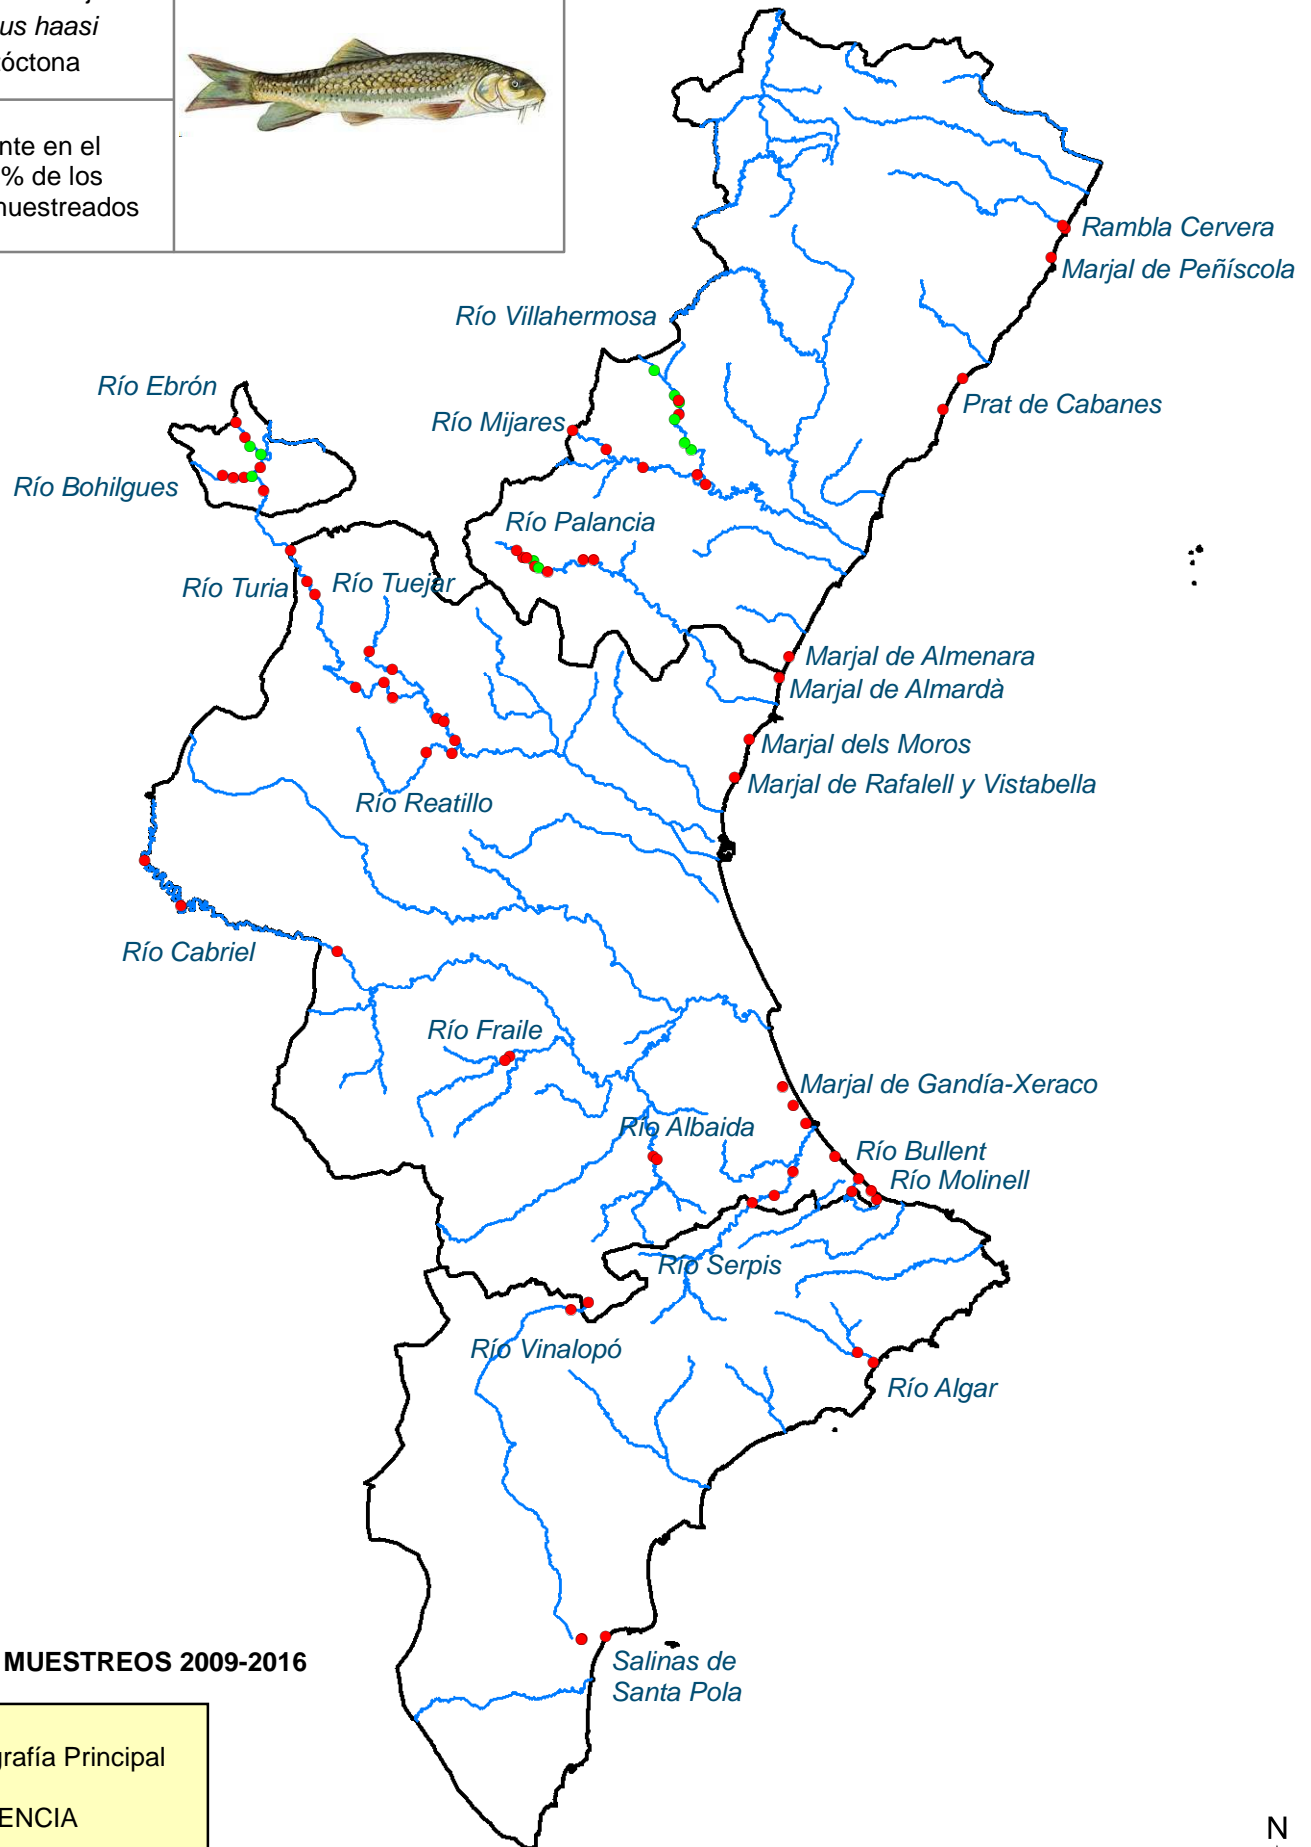 us haasi
tóctona
nte en el
% de los
nuestreados
Rambla Cervera
Marjal de Peñíscola
Río Villahermosa
Río Ebrón
Prat de Cabanes
Río Mijares
Río Bohilgues
Río Palancia
Río Turia
Río Tuejar
Marjal de Almenara
Marjal de Almardà
Marjal dels Moros
Marjal de Rafalell y Vistabella
Río Reatillo
Río Cabriel
Río Fraile
Marjal de Gandía-Xeraco
Río Albaida
Río Bullent
Río Molinell
Río Serpis
Río Vinalopó
Río Algar
Salinas de
Santa Pola
MUESTREOS 2009-2016
grafía Principal
ENCIA
N